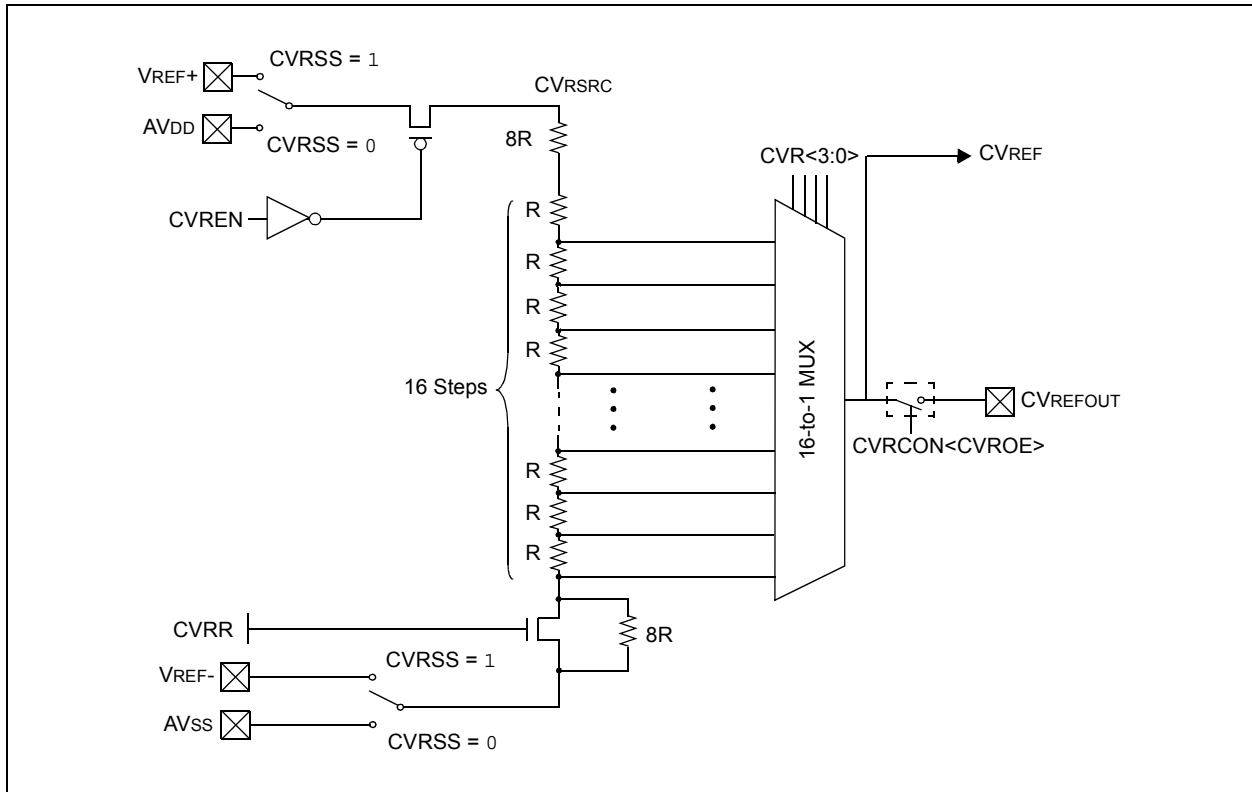 CVRSS = 1
VREF+
CVRSRC
AVDD
8R
CVRSS = 0
CVR<3:0>
CVREF
CVREN
R
R
R
R
16 Steps
16-to-1 MUX
CVREFOUT
CVRCON<CVROE>
R
R
R
CVRR
8R
CVRSS = 1
VREF-
AVSS
CVRSS = 0